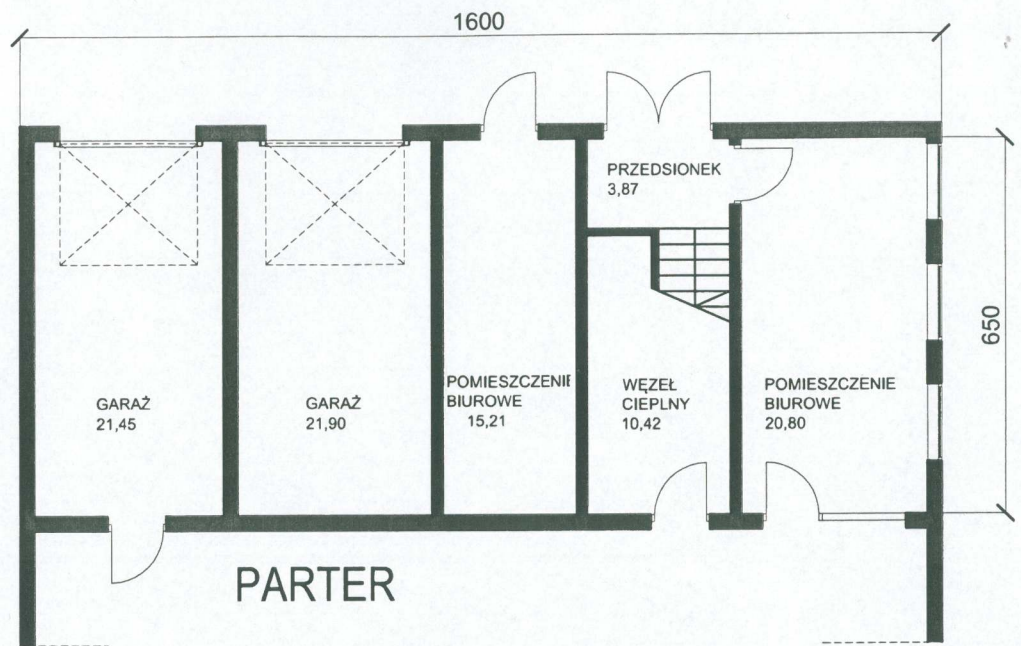 1600
PRZEDSIONEK
3,87
650
GARAŻ
21,45
GARAŻ
21,90
POMIESZCZENIE
BIUROWE
15,21
WĘZEŁ
CIEPLNY
10,42
POMIESZCZENIE
BIUROWE
20,80
PARTER